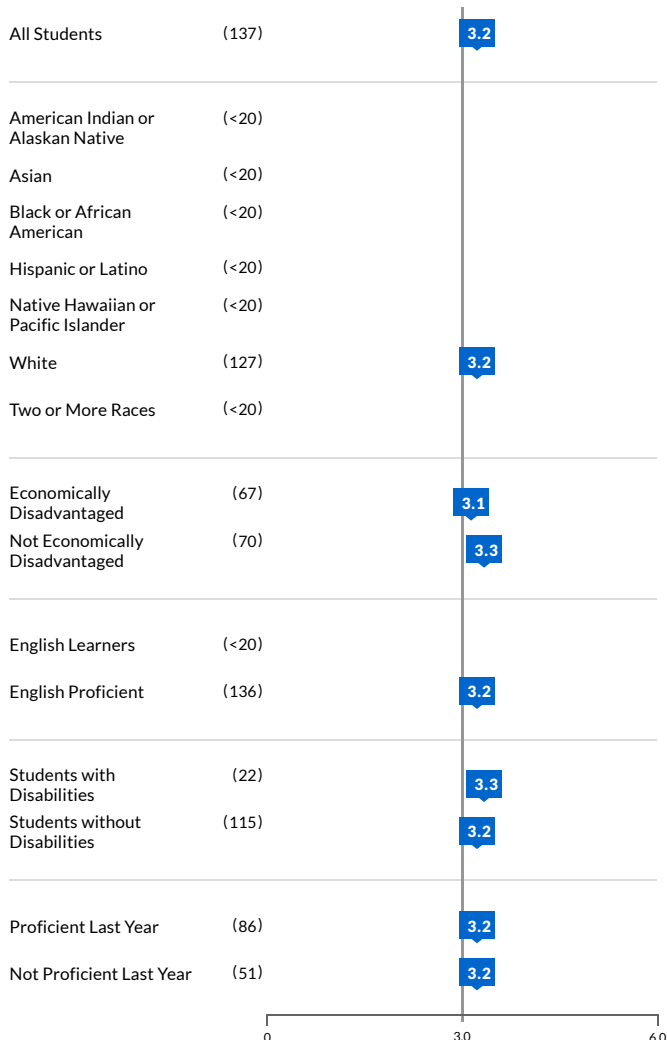 All Students (137) 3.2
American Indian or (<20)
Alaskan Native
Asian (<20)
Black or African (<20)
American
Hispanic or Latino (<20)
Native Hawaiian or (<20)
Pacific Islander
White (127) 3.2
Two or More Races (<20)
Economically (67) 3.1
Disadvantaged
Not Economically (70) 3.3
Disadvantaged
English Learners (<20)
English Proficient (136) 3.2
Students with (22) 3.3
Disabilities
Students without (115) 3.2
Disabilities
Proficient Last Year (86) 3.2
Not Proficient Last Year (51) 3.2
0 3.0 6.0